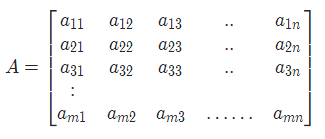 a11 a12 a13 .. a1n
a21 a22 a23 .. a2n
A = a31 a32 a33 .. a3n
:
am1 am2 am3 ...... amn